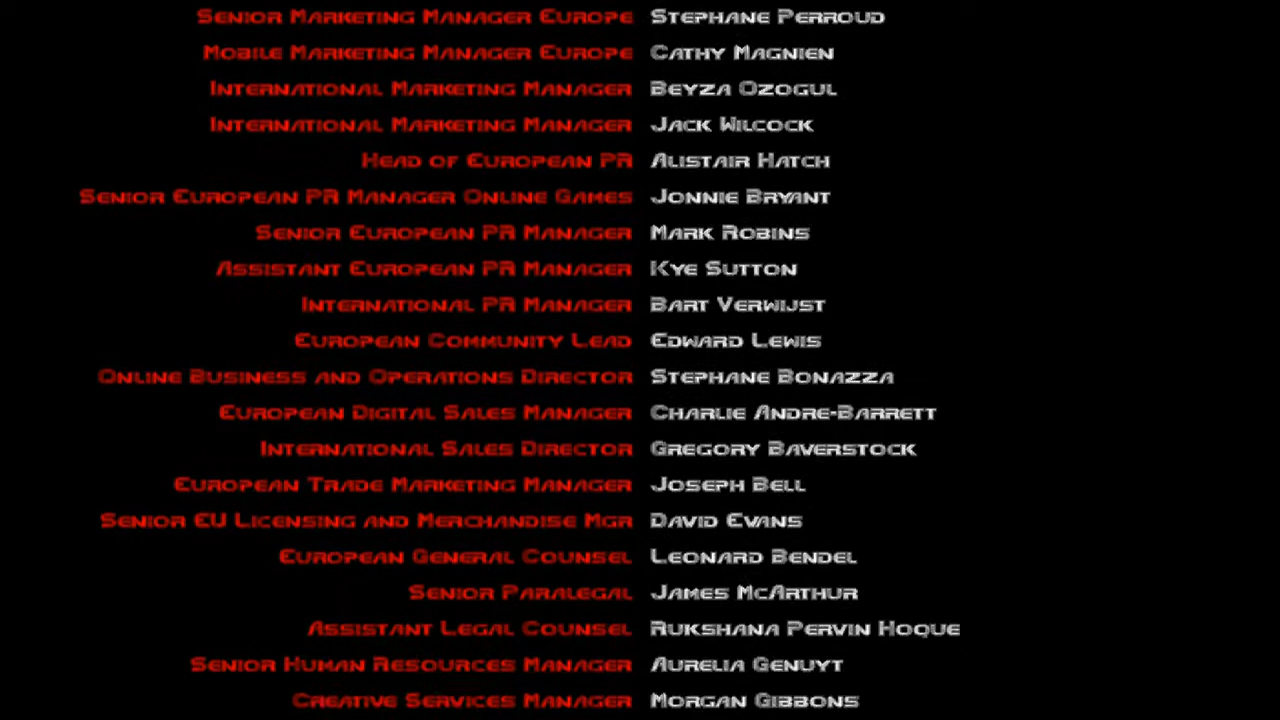 Senior Marketing Manager Europe Stephane Perroud
Mobile Marketing Manager Europe Cathy Magnien
International Marketing Manager Beyza Ozogul
International Marketing Manager Jack Wilcock
Head of European PR Alistair Hatch
Senior European PR Manager Online Games Jonnie Bryant
Senior European PR Manager Mark Robins
Assistant European PR Manager Kye Sutton
International PR Manager Bart Verwijst
European Community Lead Edward Lewis
Online Business and Operations Director Stephane Bonazza
European Digital Sales Manager Charlie Andre-Barrett
International Sales Director Gregory Baverstock
European Trade Marketing Manager Joseph Bell
Senior EU Licensing and Merchandise Mgr David Evans
European General Counsel Leonard Bendel
Senior Paralegal James McArthur
Assistant Legal Counsel Rukshana Pervin Hoque
Senior Human Resources Manager Aurelia Genuyt
Creative Services Manager Morgan Gibbons